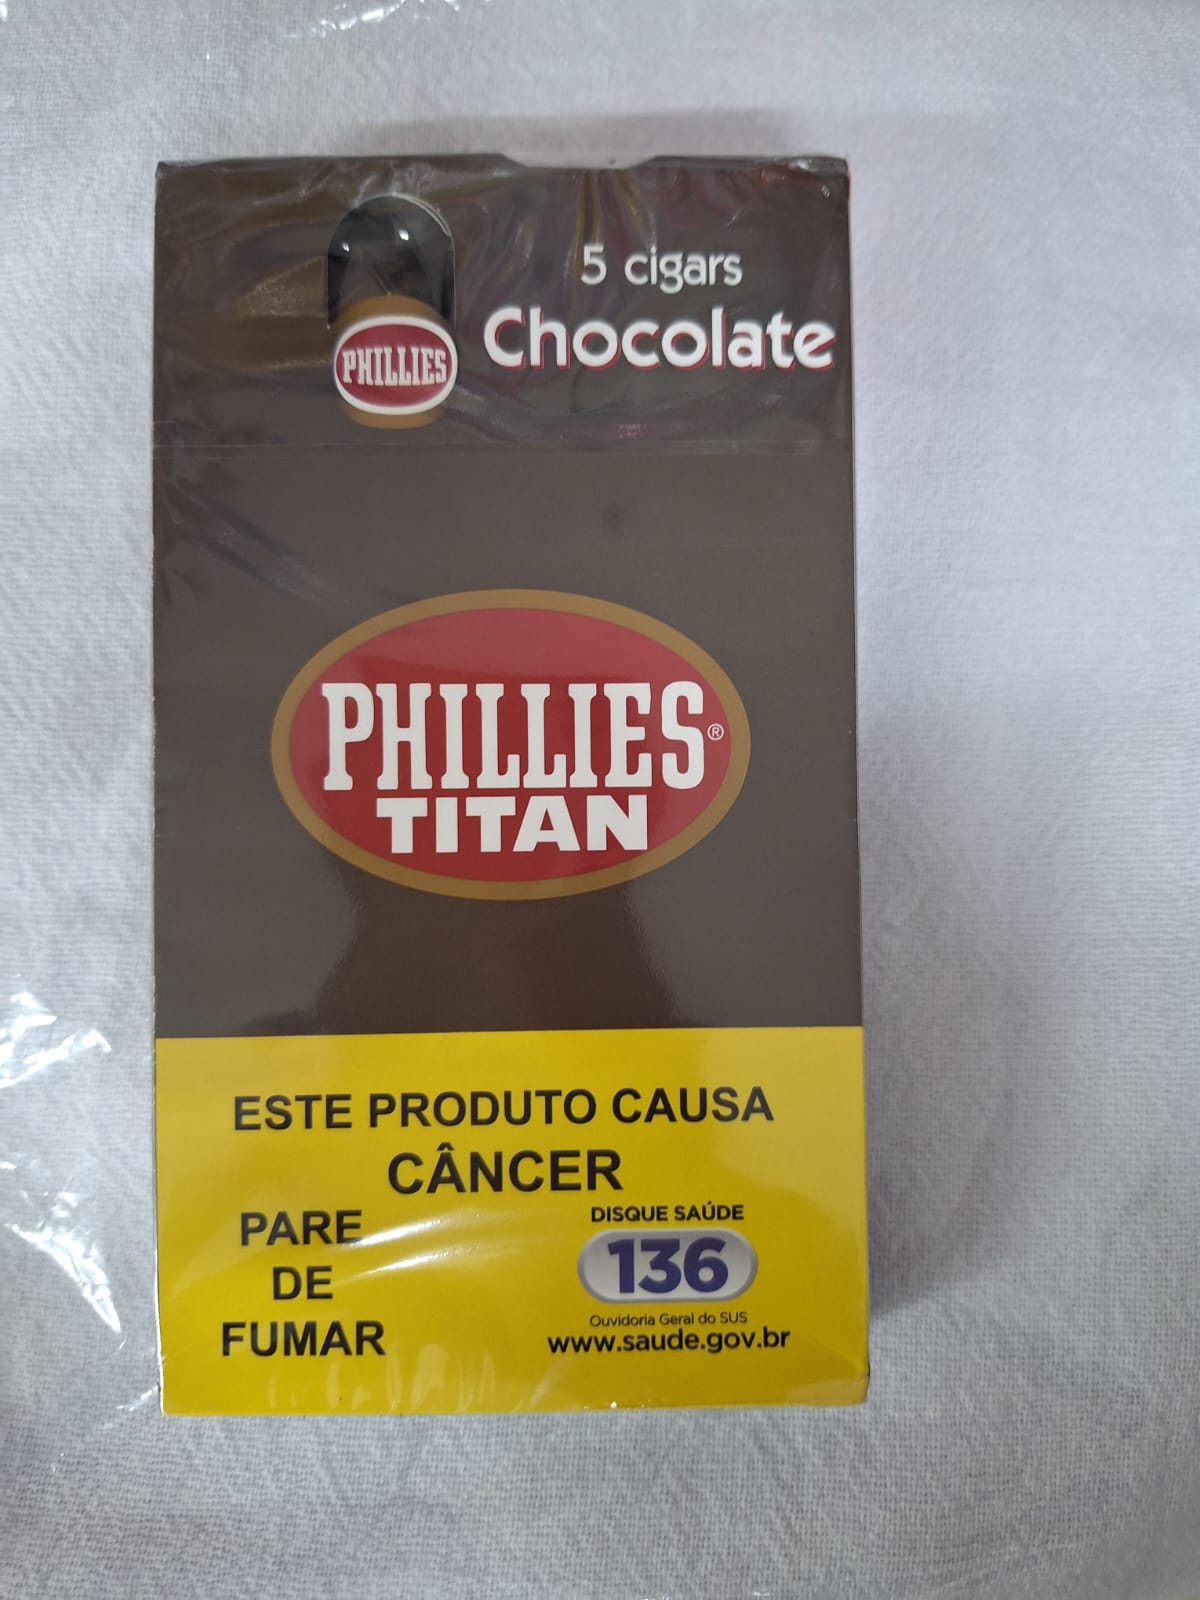 5 cigars
Chocolate
PHILLIES
PHILLIES®
TITAN
ESTE PRODUTO CAUSA
CÂNCER
PARE
DE
FUMAR
DISQUE SAÚDE
136
Ouvidoria Geral do SUS
www.saude.gov.br